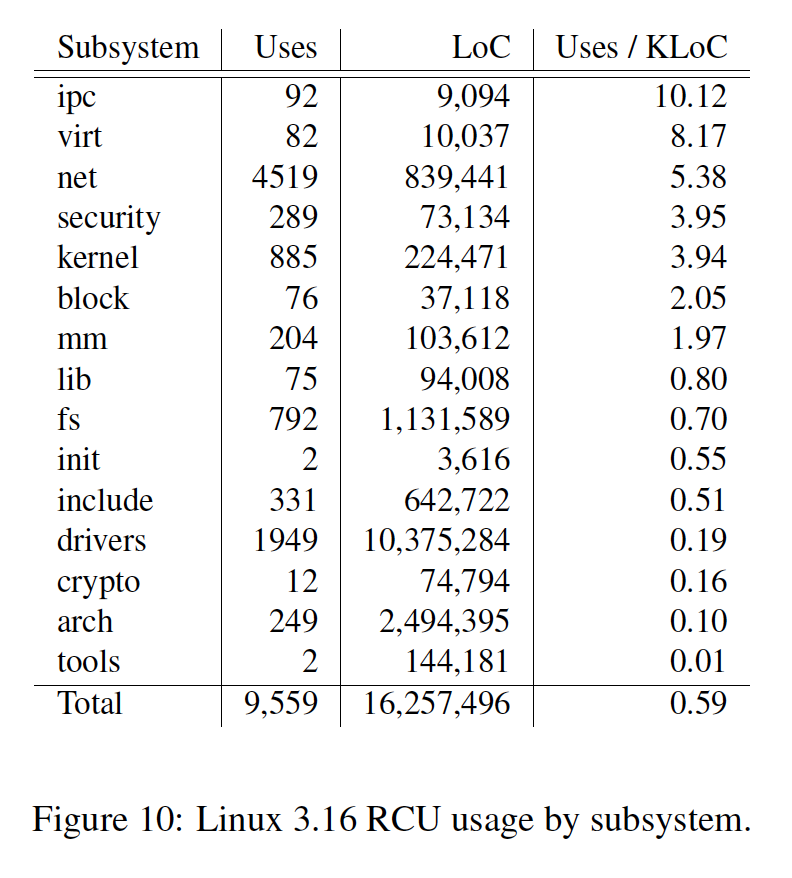 Subsystem Uses LoC Uses / KLoC
ipc 92 9,094 10.12
virt 82 10,037 8.17
net 4519 839,441 5.38
security 289 73,134 3.95
kernel 885 224,471 3.94
block 76 37,118 2.05
mm 204 103,612 1.97
lib 75 94,008 0.80
fs 792 1,131,589 0.70
init 2 3,616 0.55
include 331 642,722 0.51
drivers 1949 10,375,284 0.19
crypto 12 74,794 0.16
arch 249 2,494,395 0.10
tools 2 144,181 0.01
Total 9,559 16,257,496 0.59
Figure 10: Linux 3.16 RCU usage by subsystem.